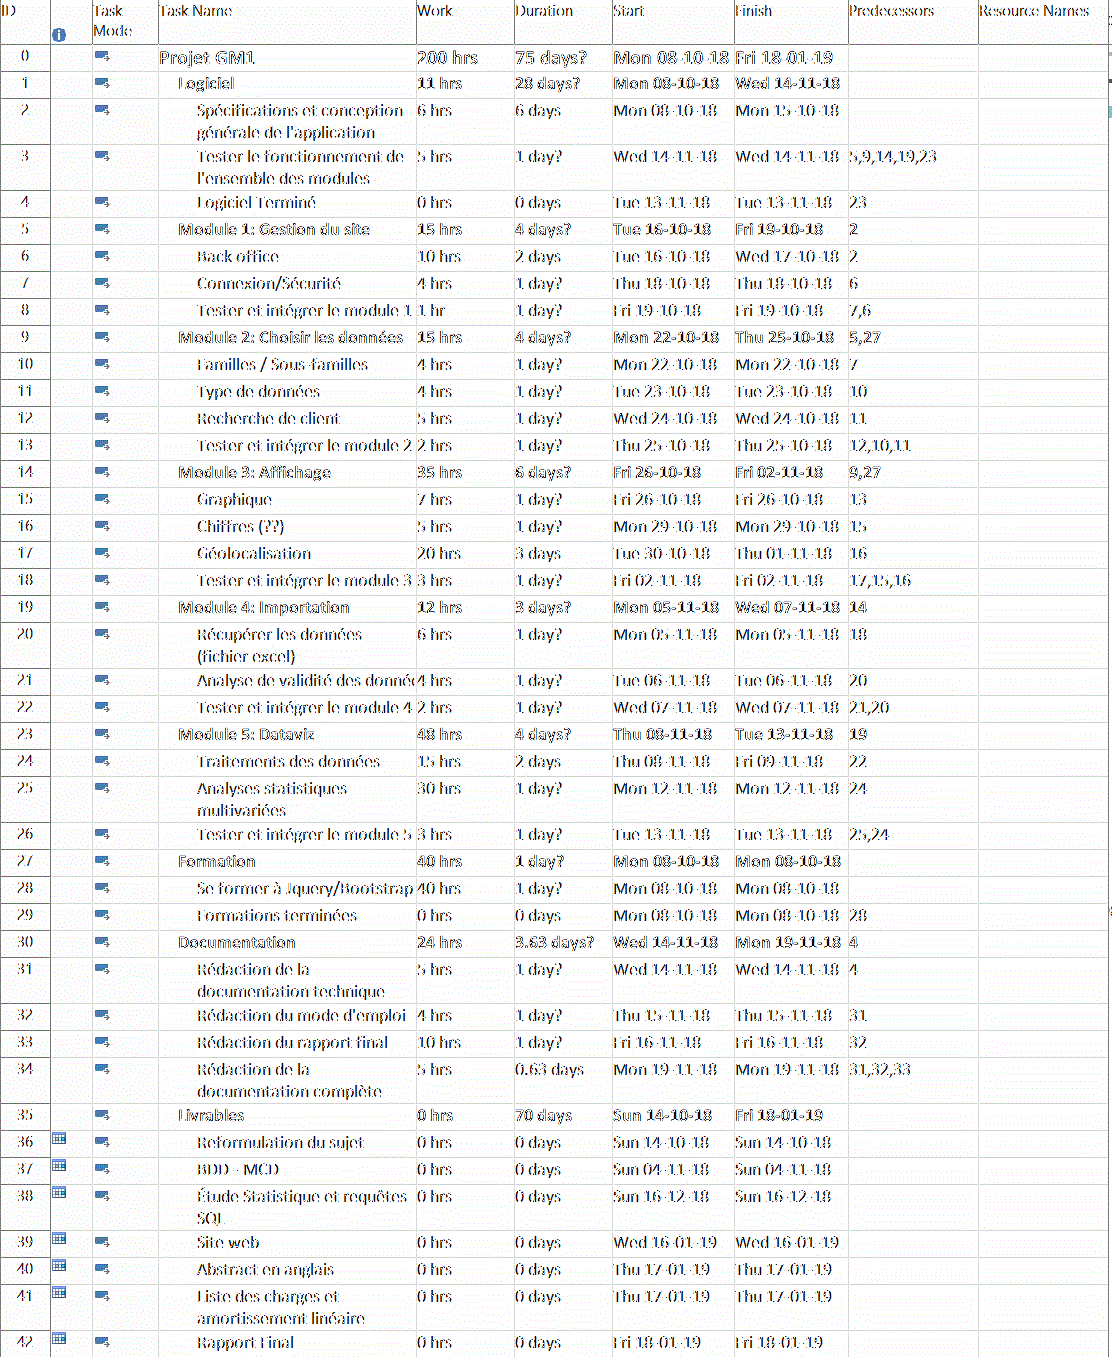 ID Task Mode Task Name Work Duration Start Finish Predecessors Resource Names
0 Projet GM1 200 hrs 75 days? Mon 08-10-18 Fri 18-01-19
1 Logiciel 11 hrs 28 days? Mon 08-10-18 Wed 14-11-18
2 Spécifications et conception 6 hrs 6 days Mon 08-10-18 Mon 15-10-18
générale de l'application
3 Tester le fonctionnement de 5 hrs 1 day? Wed 14-11-18 Wed 14-11-18 5,9,14,19,23
l'ensemble des modules
4 Logiciel Terminé 0 hrs 0 days Tue 13-11-18 Tue 13-11-18 23
5 Module 1: Gestion du site 15 hrs 4 days? Tue 16-10-18 Fri 19-10-18 2
6 Back office 10 hrs 2 days Tue 16-10-18 Wed 17-10-18 2
7 Connexion/Sécurité 4 hrs 1 day? Thu 18-10-18 Thu 18-10-18 6
8 Tester et intégrer le module 1 1 hr 1 day? Fri 19-10-18 Fri 19-10-18 7,6
9 Module 2: Choisir les données 15 hrs 4 days? Mon 22-10-18 Thu 25-10-18 5,27
10 Familles / Sous-familles 4 hrs 1 day? Mon 22-10-18 Mon 22-10-18 7
11 Type de données 4 hrs 1 day? Tue 23-10-18 Tue 23-10-18 10
12 Recherche de client 5 hrs 1 day? Wed 24-10-18 Wed 24-10-18 11
13 Tester et intégrer le module 2 2 hrs 1 day? Thu 25-10-18 Thu 25-10-18 12,10,11
14 Module 3: Affichage 35 hrs 6 days? Fri 26-10-18 Fri 02-11-18 9,27
15 Graphique 7 hrs 1 day? Fri 26-10-18 Fri 26-10-18 13
16 Chiffres (??) 5 hrs 1 day? Mon 29-10-18 Mon 29-10-18 15
17 Géolocalisation 20 hrs 3 days Tue 30-10-18 Thu 01-11-18 16
18 Tester et intégrer le module 3 3 hrs 1 day? Fri 02-11-18 Fri 02-11-18 17,15,16
19 Module 4: Importation 12 hrs 3 days? Mon 05-11-18 Wed 07-11-18 14
20 Récupérer les données 6 hrs 1 day? Mon 05-11-18 Mon 05-11-18 18
(fichier excel)
21 Analyse de validité des donné 4 hrs 1 day? Tue 06-11-18 Tue 06-11-18 20
22 Tester et intégrer le module 4 2 hrs 1 day? Wed 07-11-18 Wed 07-11-18 21,20
23 Module 5: Dataviz 48 hrs 4 days? Thu 08-11-18 Tue 13-11-18 19
24 Traitements des données 15 hrs 2 days Thu 08-11-18 Fri 09-11-18 22
25 Analyses statistiques 30 hrs 1 day? Mon 12-11-18 Mon 12-11-18 24
multivariées
26 Tester et intégrer le module 5 3 hrs 1 day? Tue 13-11-18 Tue 13-11-18 25,24
27 Formation 40 hrs 1 day? Mon 08-10-18 Mon 08-10-18
28 Se former à Jquery/Bootstrap 40 hrs 1 day? Mon 08-10-18 Mon 08-10-18
29 Formations terminées 0 hrs 0 days Mon 08-10-18 Mon 08-10-18 28
30 Documentation 24 hrs 3.63 days? Wed 14-11-18 Mon 19-11-18 4
31 Rédaction de la 5 hrs 1 day? Wed 14-11-18 Wed 14-11-18 4
documentation technique
32 Rédaction du mode d'emploi 4 hrs 1 day? Thu 15-11-18 Thu 15-11-18 31
33 Rédaction du rapport final 10 hrs 1 day? Fri 16-11-18 Fri 16-11-18 32
34 Rédaction de la 5 hrs 0.63 days Mon 19-11-18 Mon 19-11-18 31,32,33
documentation complète
35 Livrables 0 hrs 70 days Sun 14-10-18 Fri 18-01-19
36 Reformulation du sujet 0 hrs 0 days Sun 14-10-18 Sun 14-10-18
37 BDD - MCD 0 hrs 0 days Sun 04-11-18 Sun 04-11-18
38 Étude Statistique et requêtes 0 hrs 0 days Sun 16-12-18 Sun 16-12-18
SQL
39 Site web 0 hrs 0 days Wed 16-01-19 Wed 16-01-19
40 Abstract en anglais 0 hrs 0 days Thu 17-01-19 Thu 17-01-19
41 Liste des charges et 0 hrs 0 days Thu 17-01-19 Thu 17-01-19
amortissement linéaire
42 Rapport Final 0 hrs 0 days Fri 18-01-19 Fri 18-01-19